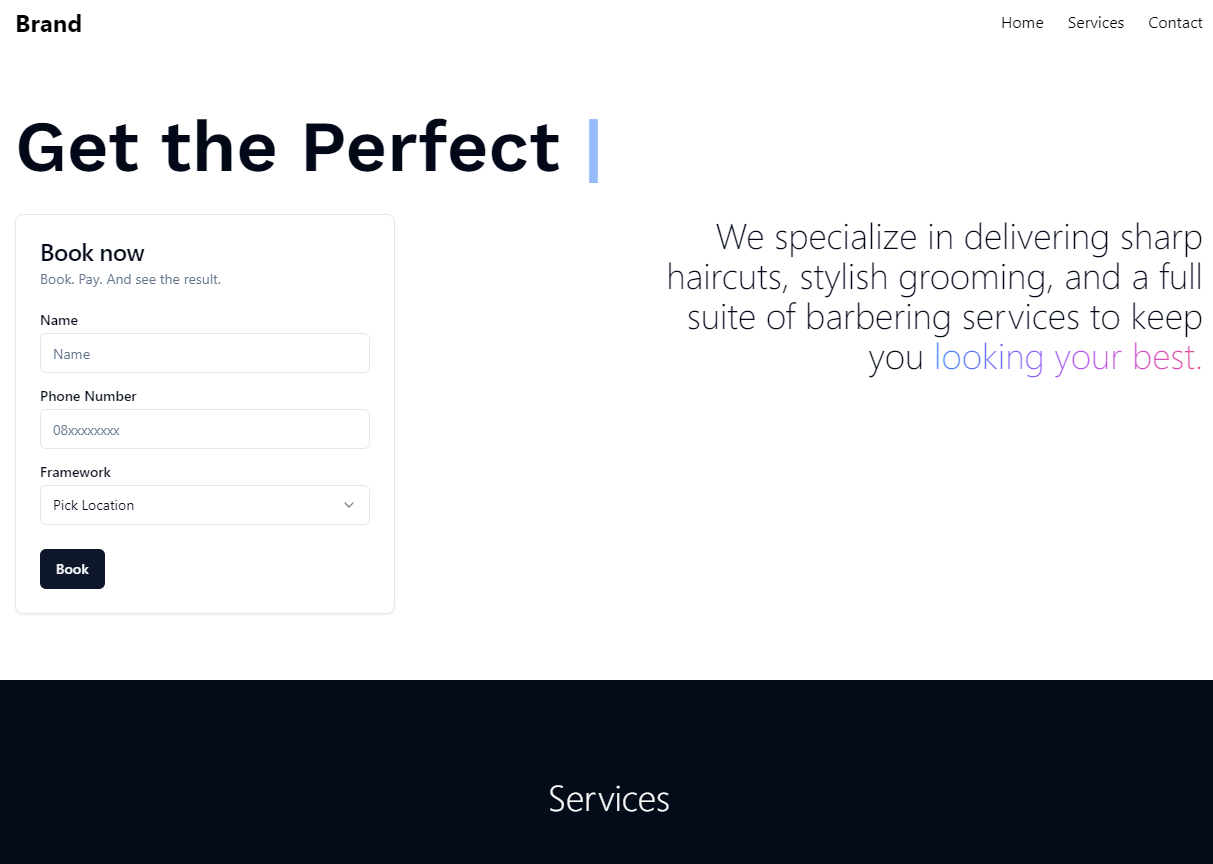 Brand
Home Services Contact
Get the Perfect
Book now
Book. Pay. And see the result.
Name
Name
Phone Number
08xxxxxxxx
Framework
Pick Location
Book
We specialize in delivering sharp
haircuts, stylish grooming, and a full
suite of barbering services to keep
you looking your best.
Services